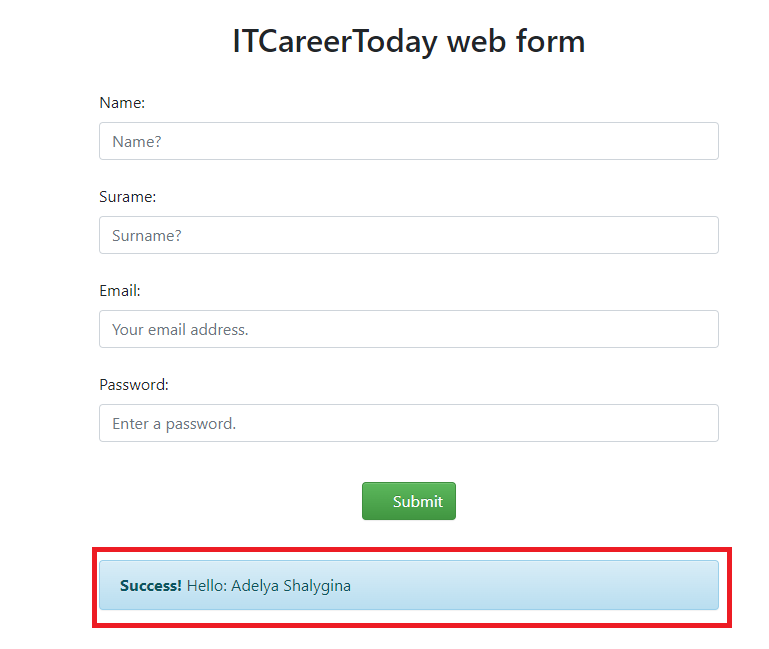 ITCareerToday web form
Name:
Name?
Surame:
Surname?
Email:
Your email address.
Password:
Enter a password.
Submit
Success! Hello: Adelya Shalygina